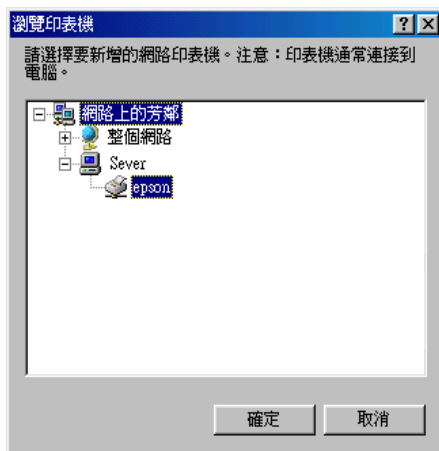 瀏覽印表機
請選擇要新增的網路印表機。注意：印表機通常連接到
電腦。
網路上的芳鄰
整個網路
Sever
epson
確定
取消